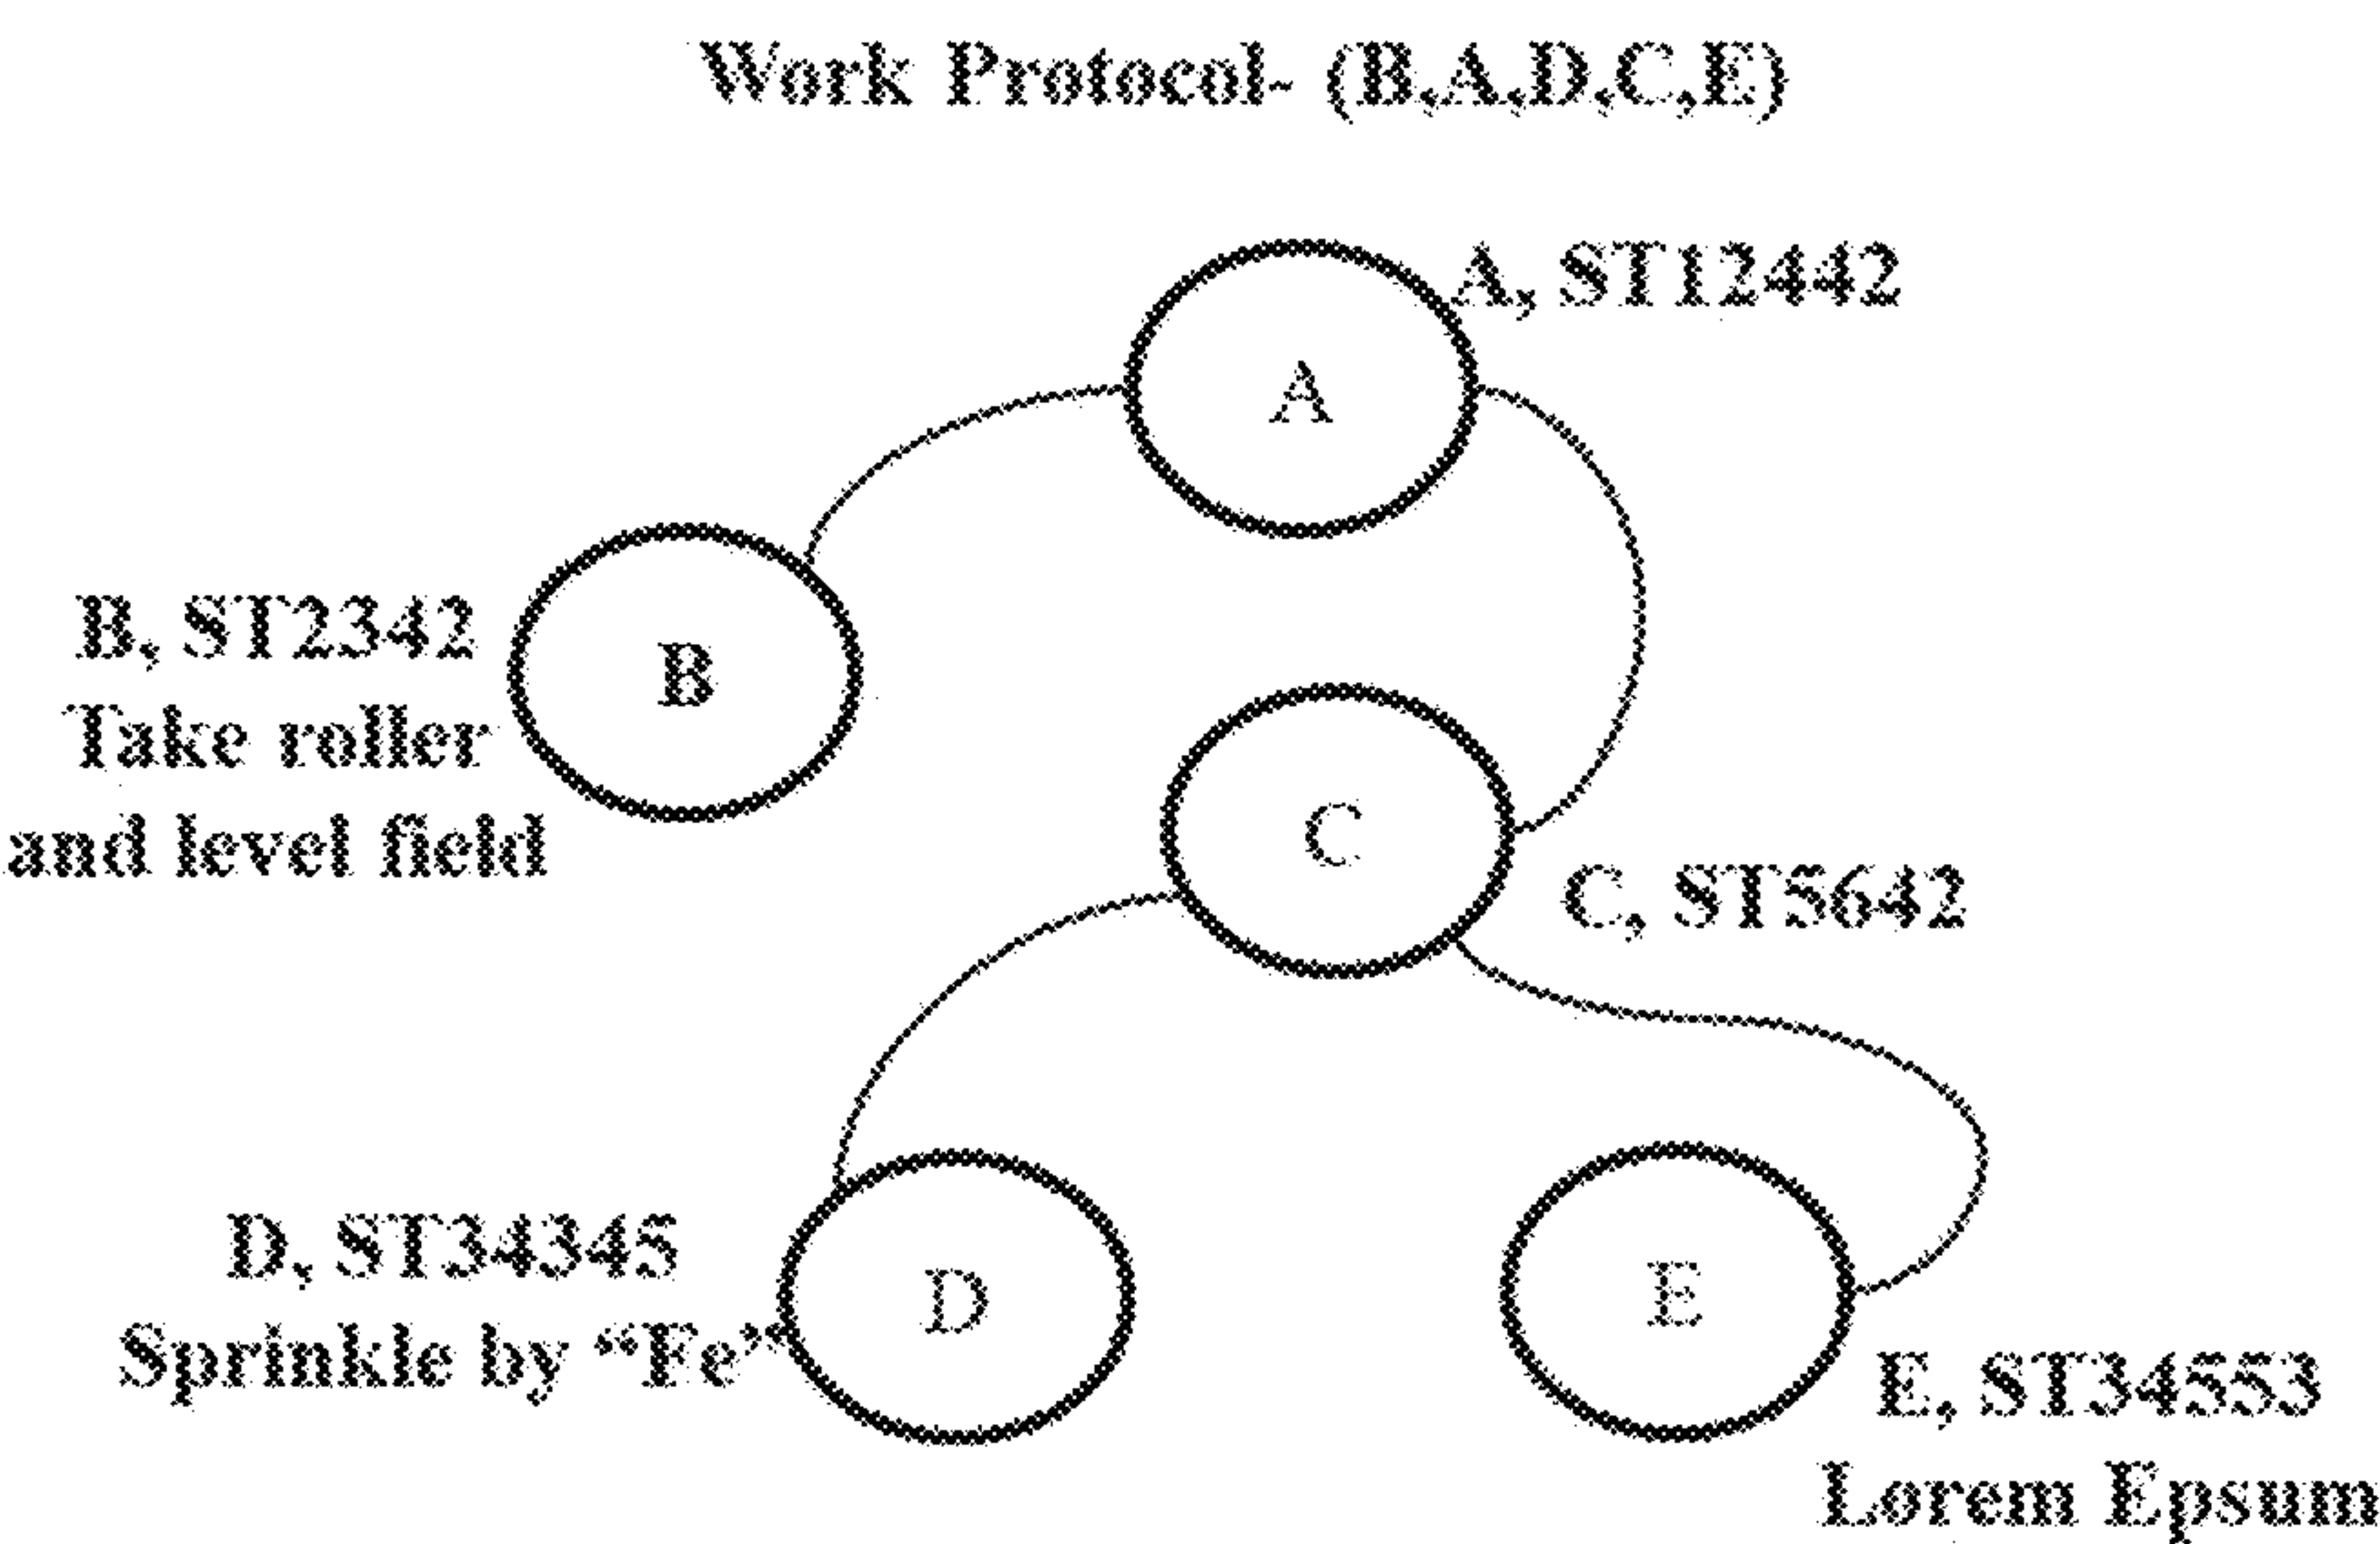 Work Protocol- (B,A,D,C,E)
A, ST12442
A
B, ST2342
Take roller
and level field
B
C
C, ST5642
D, ST34345
Sprinkle by “Fe”
D
E
E, ST34553
Lorem Epsum